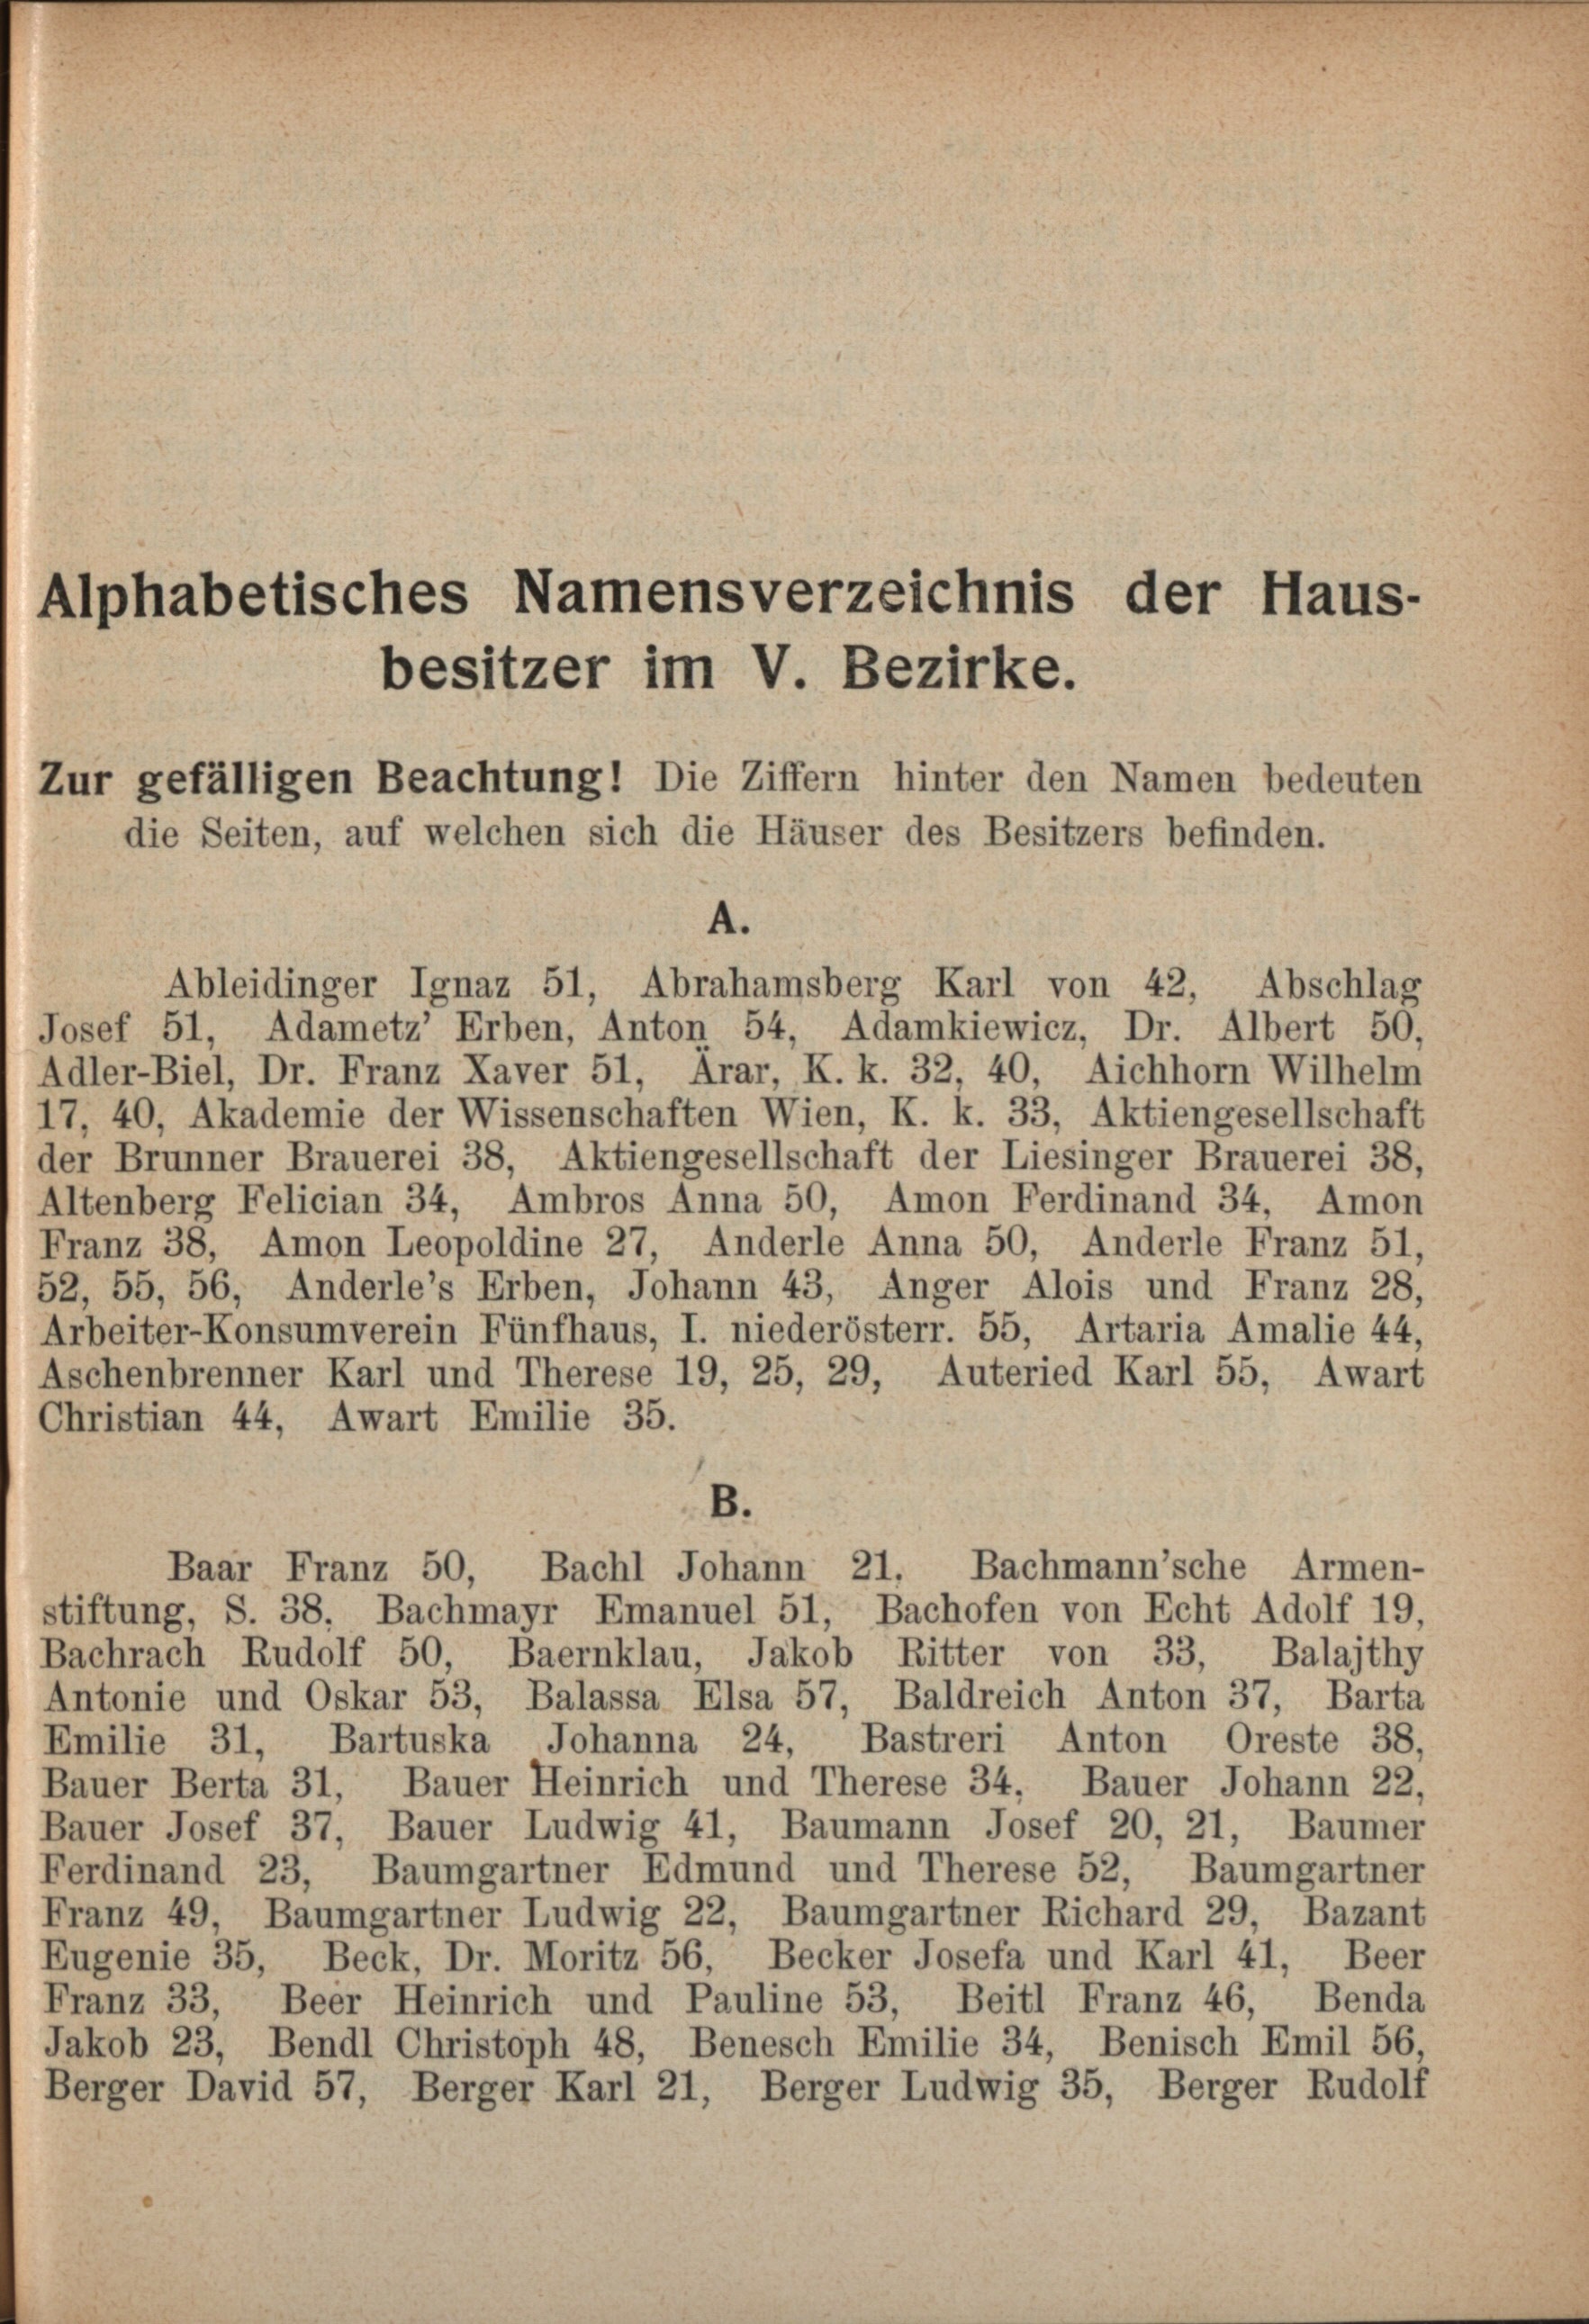 Alphabetisches Namensverzeichnis der Haus-
besitzer im V. Bezirke.
Zur gefälligen Beachtung! Die Ziffern hinter den Namen bedeuten
die Seiten, auf welchen sich die Häuser des Besitzers befinden.
A.
Ableidinger Ignaz 51, Abrahamsberg Karl von 42, Abschlag
Josef 51, Adametz’ Erben, Anton 54, Adamkiewicz, Dr. Albert 50,
Adler-Biel, Dr. Franz Xaver 51, Ärar, K. k. 32, 40, Aichhorn Wilhelm
17, 40, Akademie der Wissenschaften Wien, K. k. 33, Aktiengesellschaft
der Brunner Brauerei 38, Aktiengesellschaft der Liesinger Brauerei 38,
Altenberg Felician 34, Ambros Anna 50, Amon Ferdinand 34, Amon
Franz 38, Amon Leopoldine 27, Anderle Anna 50, Anderle Franz 51,
52, 55, 56, Anderle’s Erben, Johann 43, Anger Alois und Franz 28,
Arbeiter-Konsumverein Fünfhaus, I. niederösterr. 55, Artaria Amalie 44,
Aschenbrenner Karl und Therese 19, 25, 29, Auteried Karl 55, Awart
Christian 44, Awart Emilie 35.
B.
Baar Franz 50, Bachl Johann 21, Bachmann’sche Armen-
stiftung, S. 38, Bachmayr Emanuel 51, Bachofen von Echt Adolf 19,
Bachrach Rudolf 50, Baernklau, Jakob Ritter von 33, Balajthy
Antonie und Oskar 53, Balassa Elsa 57, Baldreich Anton 37, Barta
Emilie 31, Bartuska Johanna 24, Bastreri Anton Oreste 38,
Bauer Berta 31, Bauer Heinrich und Therese 34, Bauer Johann 22,
Bauer Josef 37, Bauer Ludwig 41, Baumann Josef 20, 21, Baumer
Ferdinand 23, Baumgartner Edmund und Therese 52, Baumgartner
Franz 49, Baumgartner Ludwig 22, Baumgartner Richard 29, Bazant
Eugenie 35, Beck, Dr. Moritz 56, Becker Josefa und Karl 41, Beer
Franz 33, Beer Heinrich und Pauline 53, Beitl Franz 46, Benda
Jakob 23, Bendl Christoph 48, Benesch Emilie 34, Benisch Emil 56,
Berger David 57, Berger Karl 21, Berger Ludwig 35, Berger Rudolf